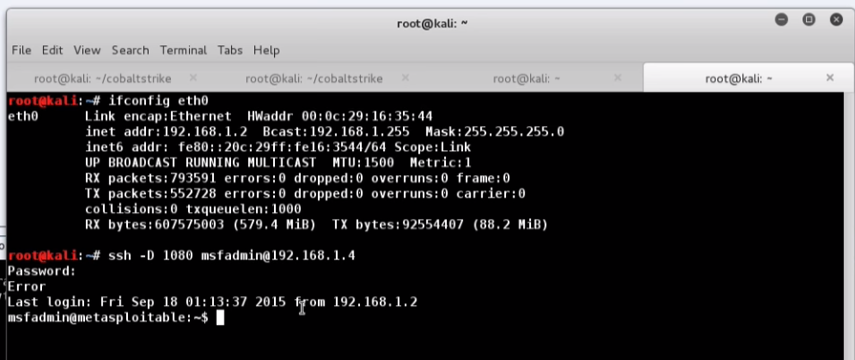 root@kali: ~
File Edit View Search Terminal Tabs Help
root@kali: ~/cobaltstrike × root@kali: ~/cobaltstrike × root@kali: ~ × root@kali: ~ ×
root@kali:~# ifconfig eth0
eth0 Link encap:Ethernet HWaddr 00:0c:29:16:35:44
inet addr:192.168.1.2 Bcast:192.168.1.255 Mask:255.255.255.0
inet6 addr: fe80::20c:29ff:fe16:3544/64 Scope:Link
UP BROADCAST RUNNING MULTICAST MTU:1500 Metric:1
RX packets:793591 errors:0 dropped:0 overruns:0 frame:0
TX packets:552728 errors:0 dropped:0 overruns:0 carrier:0
collisions:0 txqueuelen:1000
RX bytes:607575003 (579.4 MiB) TX bytes:92554407 (88.2 MiB)
root@kali:~# ssh -D 1080 msfadmin@192.168.1.4
Password:
Error
Last login: Fri Sep 18 01:13:37 2015 from 192.168.1.2
msfadmin@metasploitable:~$